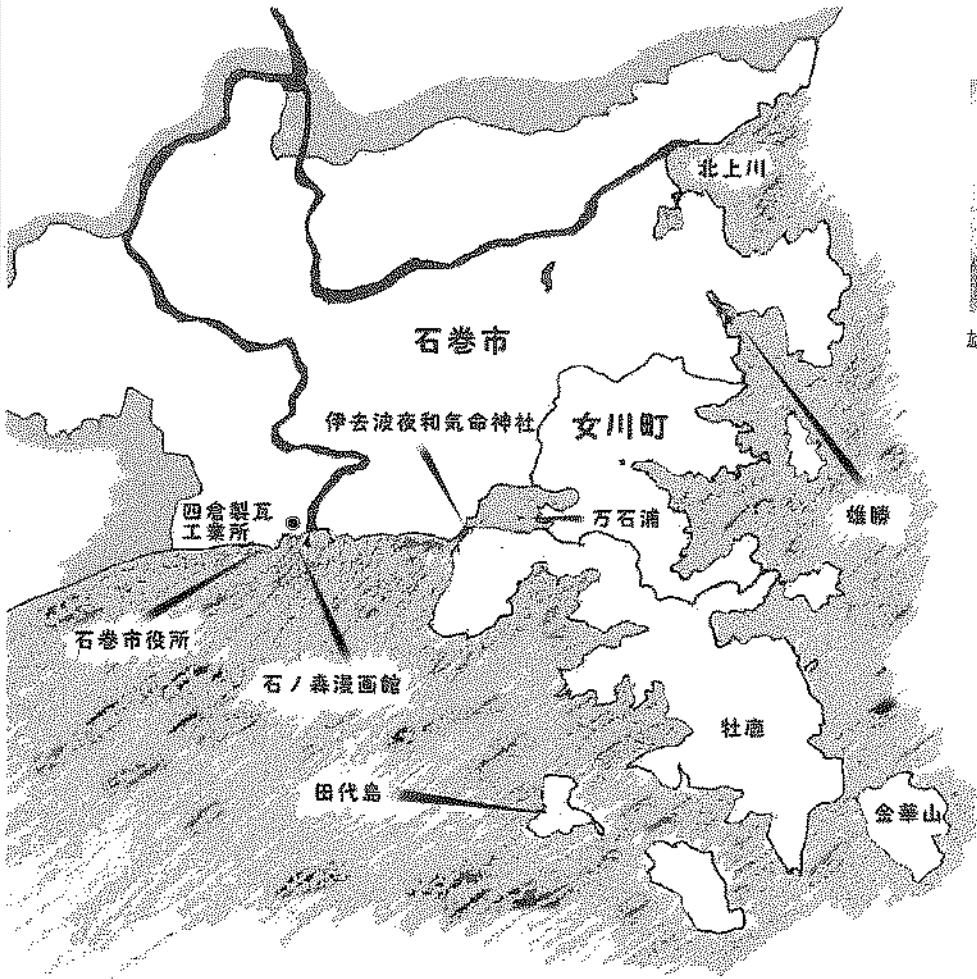 北上川
石巻市
伊去波夜和気命神社
女川町
四倉製瓦
工業所
万石浦
雄勝
石巻市役所
石ノ森漫画館
牡鹿
田代島
金華山